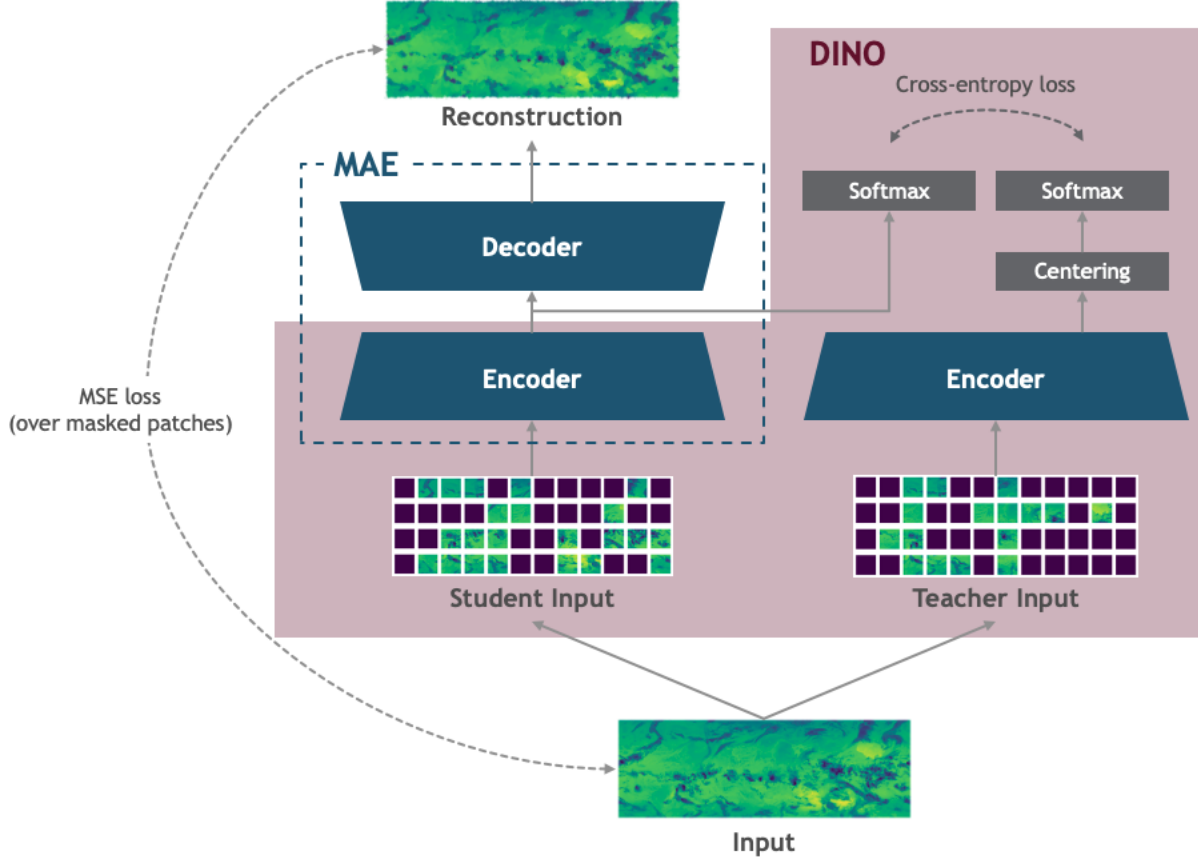 DINO
Cross-entropy loss
Reconstruction
MAE
Softmax
Softmax
Decoder
Centering
Encoder
Encoder
MSE loss
(over masked patches)
Student Input
Teacher Input
Input